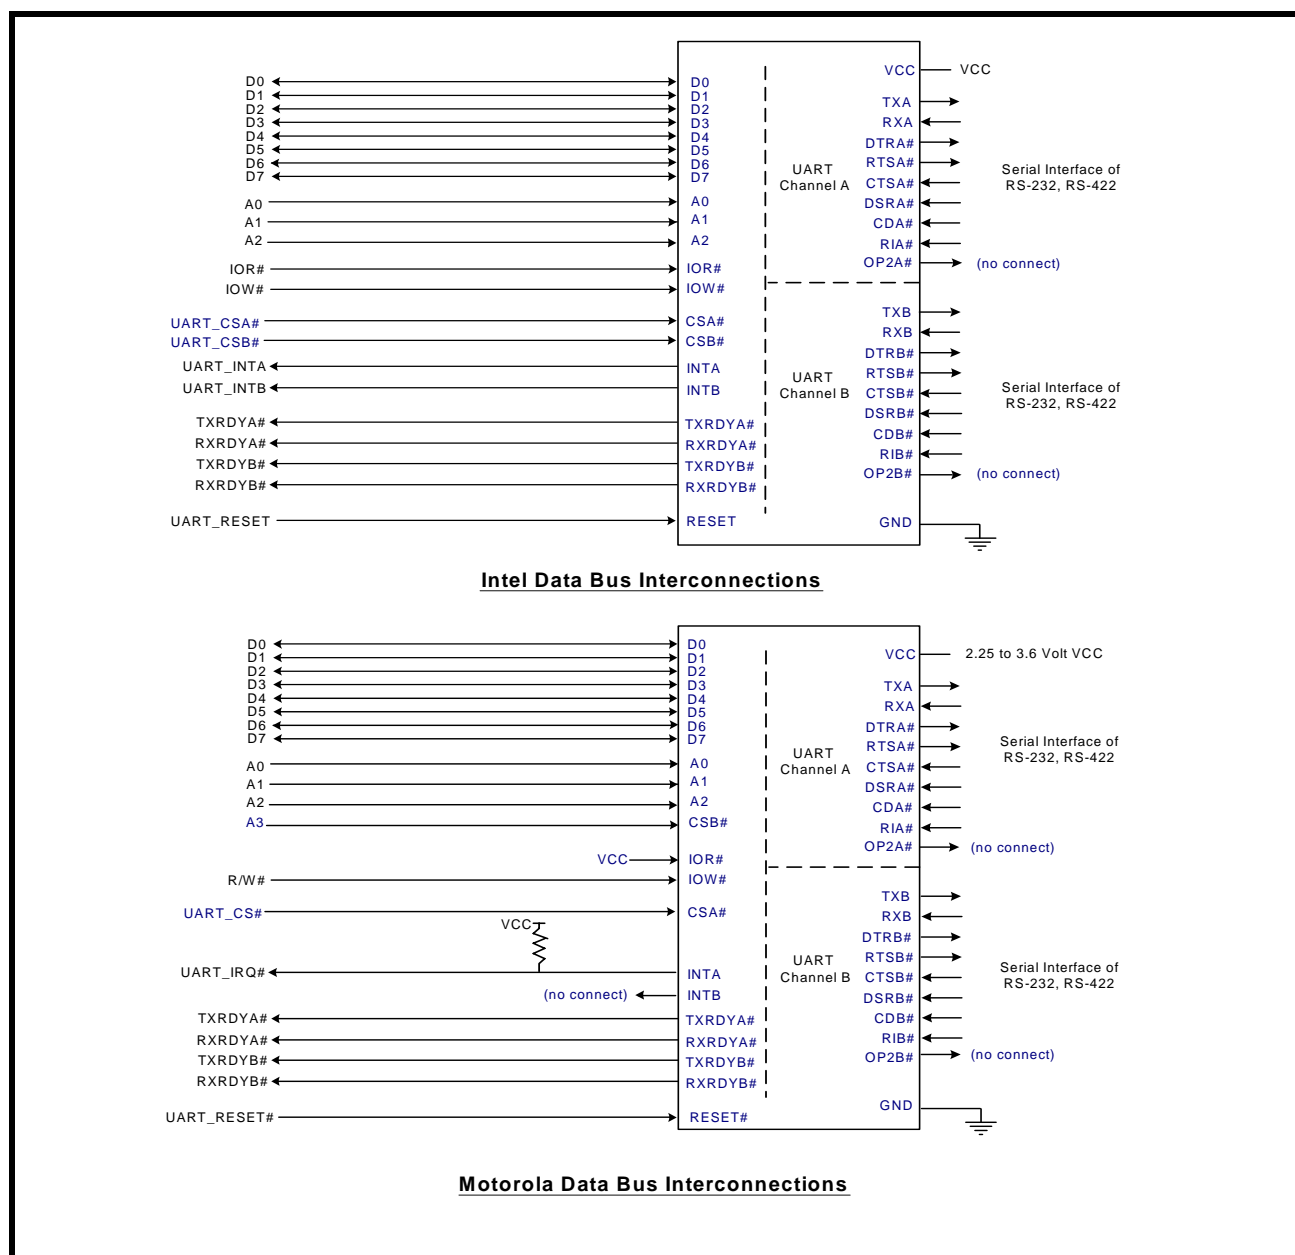 D0 D0
D1 D1
D2 D2
D3 D3
D4 D4
D5 D5
D6 D6
D7 D7
A0 A0
A1 A1
A2 A2
IOR# IOR#
IOW# IOW#
UART_CSA# CSA#
UART_CSB# CSB#
UART_INTA INTA
UART_INTB INTB
TXRDYA# TXRDYA#
RXRDYA# RXRDYA#
TXRDYB# TXRDYB#
RXRDYB# RXRDYB#
UART_RESET RESET
UART
Channel A
UART
Channel B
VCC VCC
TXA
RXA
DTRA#
RTSA#
CTSA#
DSRA#
CDA#
RIA#
OP2A# (no connect)
Serial Interface of
RS-232, RS-422
TXB
RXB
DTRB#
RTSB#
CTSB#
DSRB#
CDB#
RIB#
OP2B# (no connect)
Serial Interface of
RS-232, RS-422
GND
Intel Data Bus Interconnections
D0 D0
D1 D1
D2 D2
D3 D3
D4 D4
D5 D5
D6 D6
D7 D7
A0 A0
A1 A1
A2 A2
A3 CSB#
VCC IOR#
R/W# IOW#
UART_CS# CSA#
VCC
UART_IRQ# INTA
(no connect) INTB
TXRDYA# TXRDYA#
RXRDYA# RXRDYA#
TXRDYB# TXRDYB#
RXRDYB# RXRDYB#
UART_RESET# RESET#
UART
Channel A
UART
Channel B
VCC 2.25 to 3.6 Volt VCC
TXA
RXA
DTRA#
RTSA#
CTSA#
DSRA#
CDA#
RIA#
OP2A# (no connect)
Serial Interface of
RS-232, RS-422
TXB
RXB
DTRB#
RTSB#
CTSB#
DSRB#
CDB#
RIB#
OP2B# (no connect)
Serial Interface of
RS-232, RS-422
GND
Motorola Data Bus Interconnections